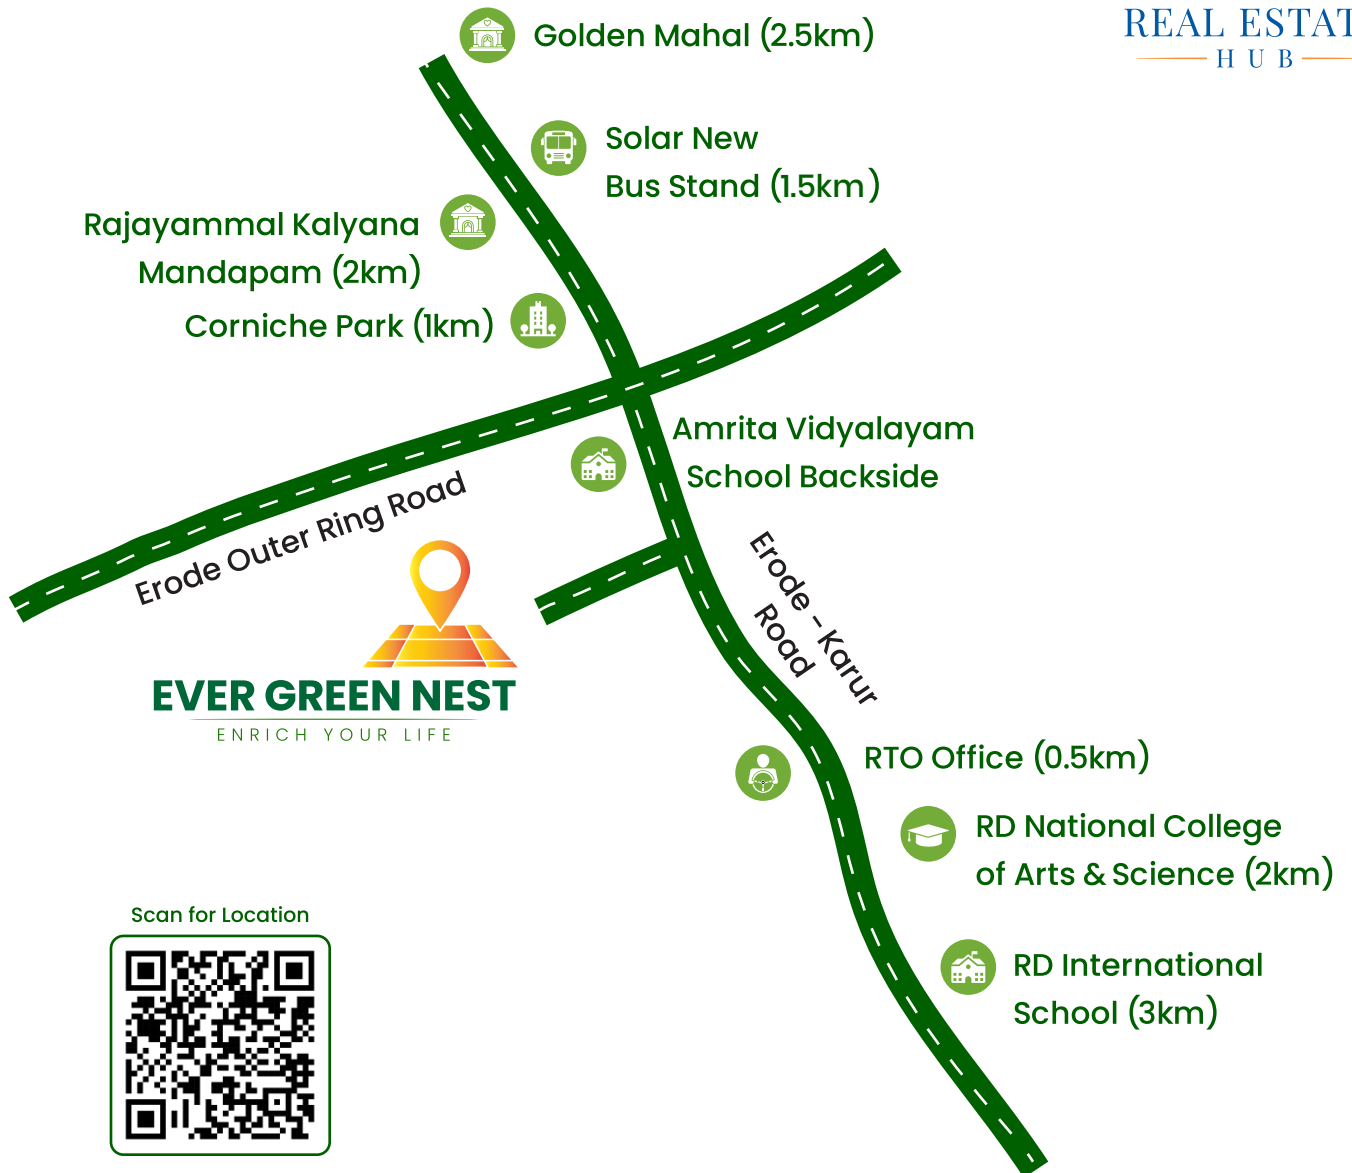 Golden Mahal (2.5km)
REAL ESTAT
HUB
Solar New
Bus Stand (1.5km)
Rajayammal Kalyana
Mandapam (2km)
Corniche Park (1km)
Amrita Vidyalayam
School Backside
Erode Outer Ring Road
Erode - Karur
Road
EVER GREEN NEST
ENRICH YOUR LIFE
RTO Office (0.5km)
RD National College
of Arts & Science (2km)
Scan for Location
RD International
School (3km)